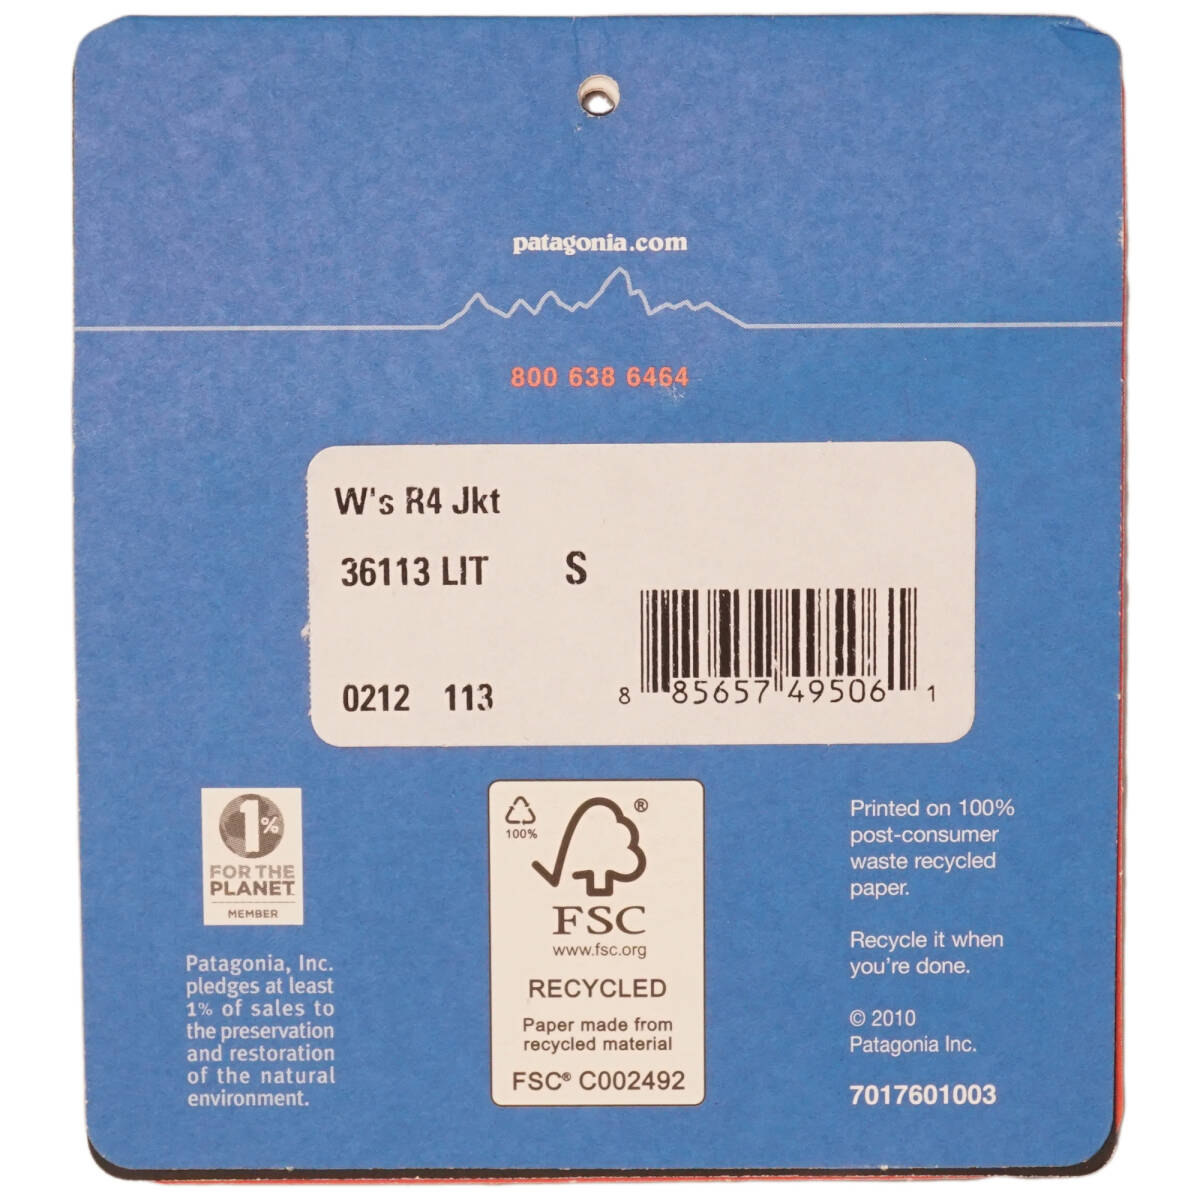 patagonia.com
800 638 6464
W's R4 Jkt
36113 LIT S
0212 113
8 85657 49506 1
1%
FOR THE
PLANET
MEMBER
Patagonia, Inc.
pledges at least
1% of sales to
the preservation
and restoration
of the natural
environment.
100%
®
FSC
www.fsc.org
RECYCLED
Paper made from
recycled material
FSC® C002492
Printed on 100%
post-consumer
waste recycled
paper.
Recycle it when
you're done.
© 2010
Patagonia Inc.
7017601003